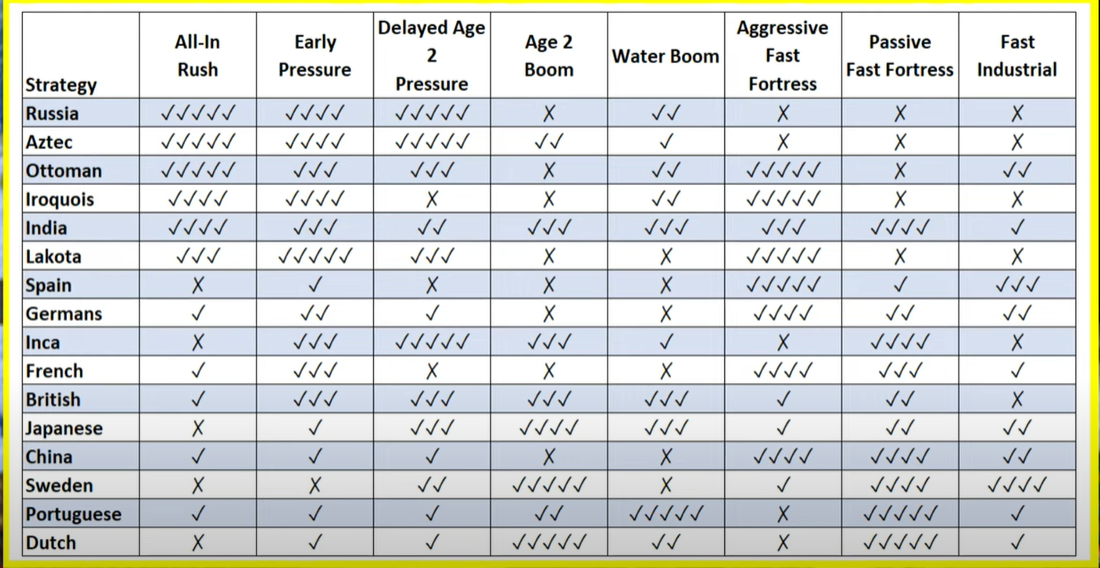 Strategy | All-In Rush | Early Pressure | Delayed Age 2 Pressure | Age 2 Boom | Water Boom | Aggressive Fast Fortress | Passive Fast Fortress | Fast Industrial
Russia | ✓✓✓✓✓ | ✓✓✓✓ | ✓✓✓✓✓ | X | ✓✓ | X | X | X
Aztec | ✓✓✓✓✓ | ✓✓✓✓ | ✓✓✓✓✓ | ✓✓ | ✓ | X | X | X
Ottoman | ✓✓✓✓✓ | ✓✓✓ | ✓✓✓ | X | ✓✓ | ✓✓✓✓✓ | X | ✓✓
Iroquois | ✓✓✓✓ | ✓✓✓✓ | X | X | ✓✓ | ✓✓✓✓✓ | X | X
India | ✓✓✓✓ | ✓✓✓ | ✓✓ | ✓✓✓ | ✓✓✓ | ✓✓✓ | ✓✓✓✓ | ✓
Lakota | ✓✓✓ | ✓✓✓✓✓ | ✓✓✓ | X | X | ✓✓✓✓✓ | X | X
Spain | X | ✓ | X | X | X | ✓✓✓✓✓ | ✓ | ✓✓✓
Germans | ✓ | ✓✓ | ✓ | X | X | ✓✓✓✓ | ✓✓ | ✓✓
Inca | X | ✓✓✓ | ✓✓✓✓✓ | ✓✓✓ | ✓ | X | ✓✓✓✓ | X
French | ✓ | ✓✓✓ | X | X | X | ✓✓✓✓ | ✓✓✓ | ✓
British | ✓ | ✓✓✓ | ✓✓✓ | ✓✓✓ | ✓✓✓ | ✓ | ✓✓ | X
Japanese | X | ✓ | ✓✓✓ | ✓✓✓✓ | ✓✓✓ | ✓ | ✓✓ | ✓✓
China | ✓ | ✓ | ✓ | X | X | ✓✓✓✓ | ✓✓✓✓ | ✓✓
Sweden | X | X | ✓✓ | ✓✓✓✓✓ | X | ✓ | ✓✓✓✓ | ✓✓✓✓
Portuguese | ✓ | ✓ | ✓ | ✓✓ | ✓✓✓✓✓ | X | ✓✓✓✓✓ | ✓
Dutch | X | ✓ | ✓ | ✓✓✓✓✓ | ✓✓ | X | ✓✓✓✓✓ | ✓